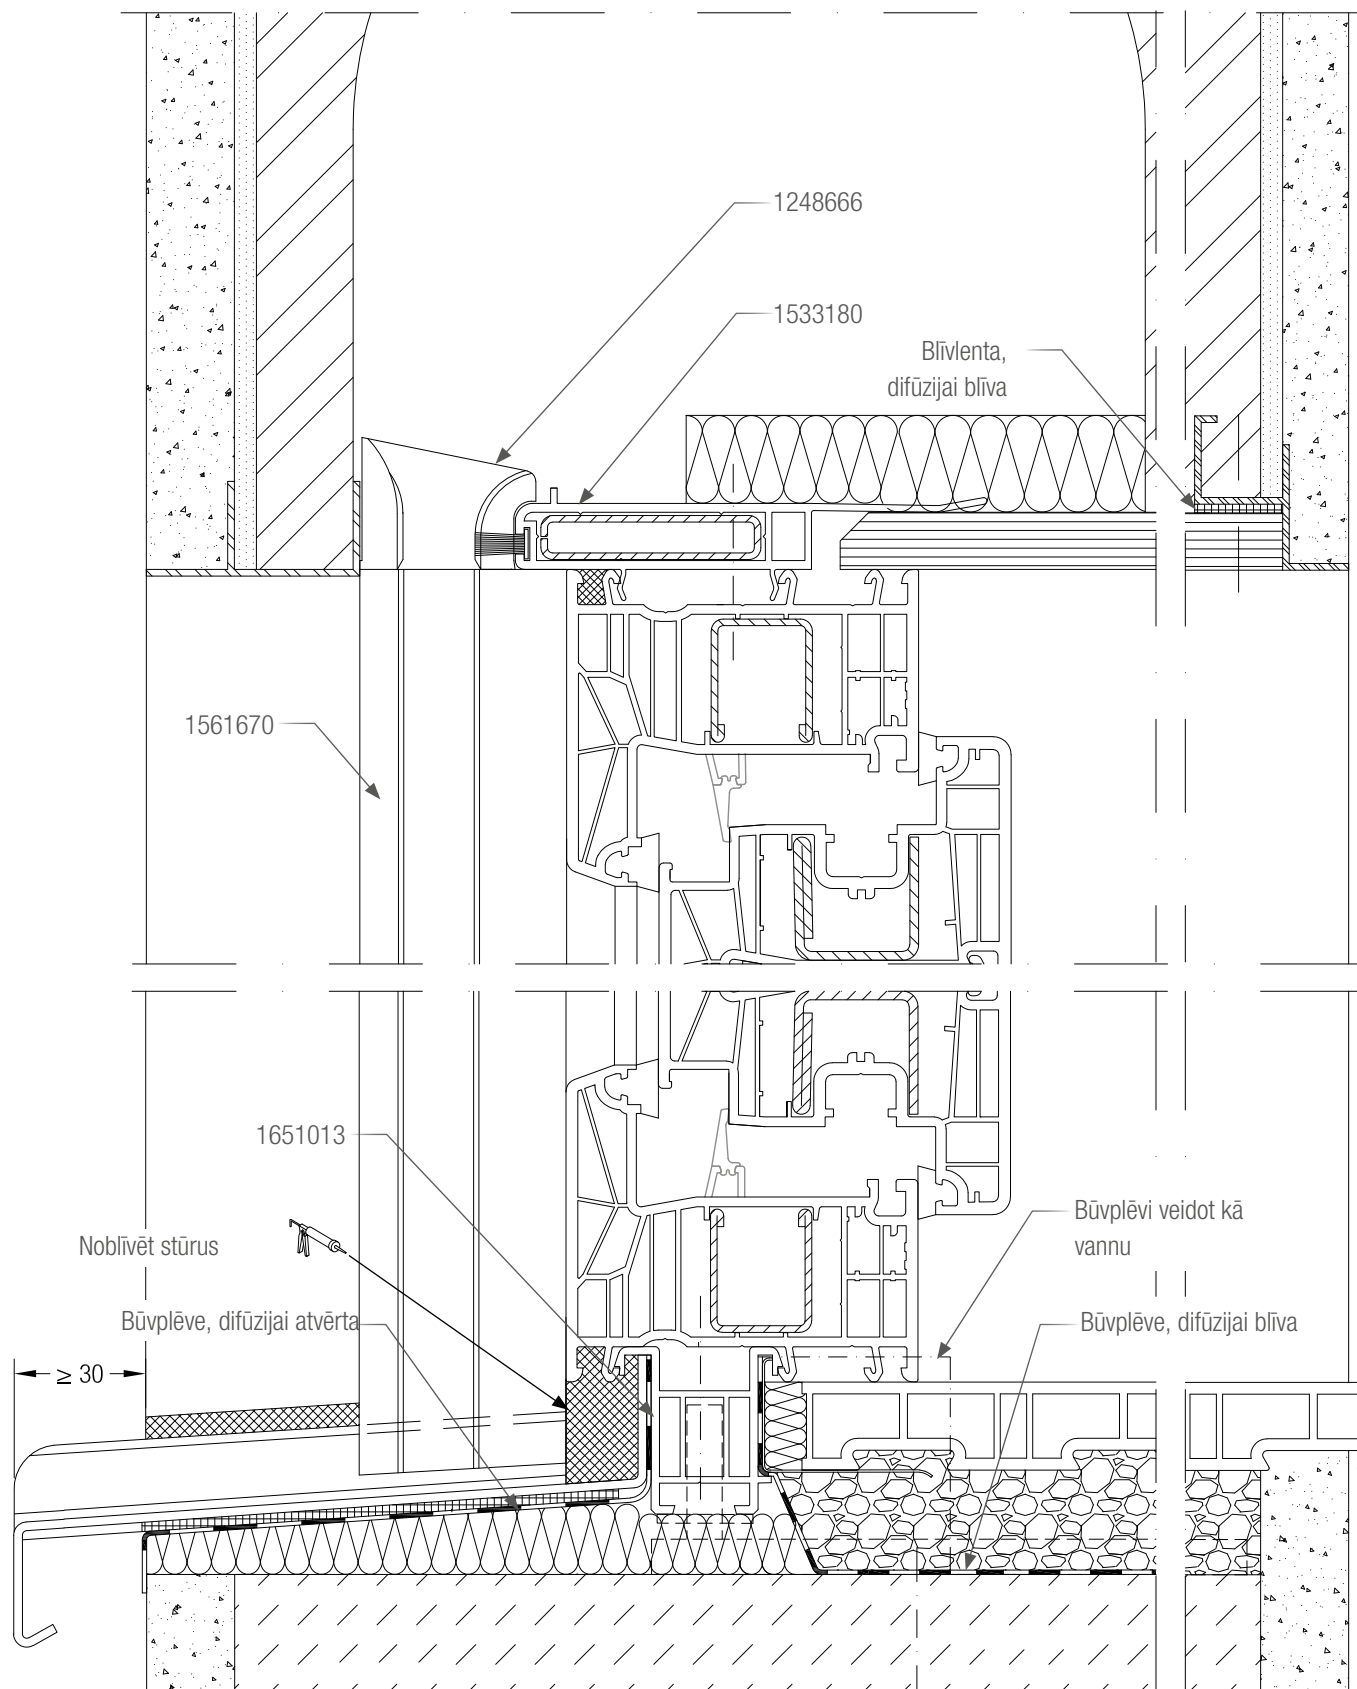 1248666
1533180
Blīvlenta,
difūzijai blīva
1561670
1651013
Noblīvēt stūrus
Būvplēvi veidot kā
vannu
Būvplēve, difūzijai atvērta
Būvplēve, difūzijai blīva
≥ 30